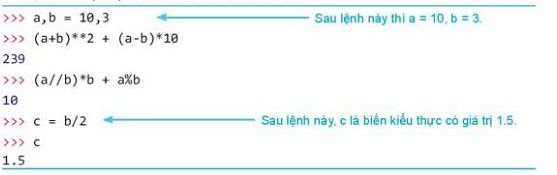 >>> a,b = 10,3 Sau lệnh này thì a = 10, b = 3.
>>> (a+b)**2 + (a-b)*10
239
>>> (a//b)*b + a%b
10
>>> c = b/2 Sau lệnh này, c là biến kiểu thực có giá trị 1.5.
>>> c
1.5